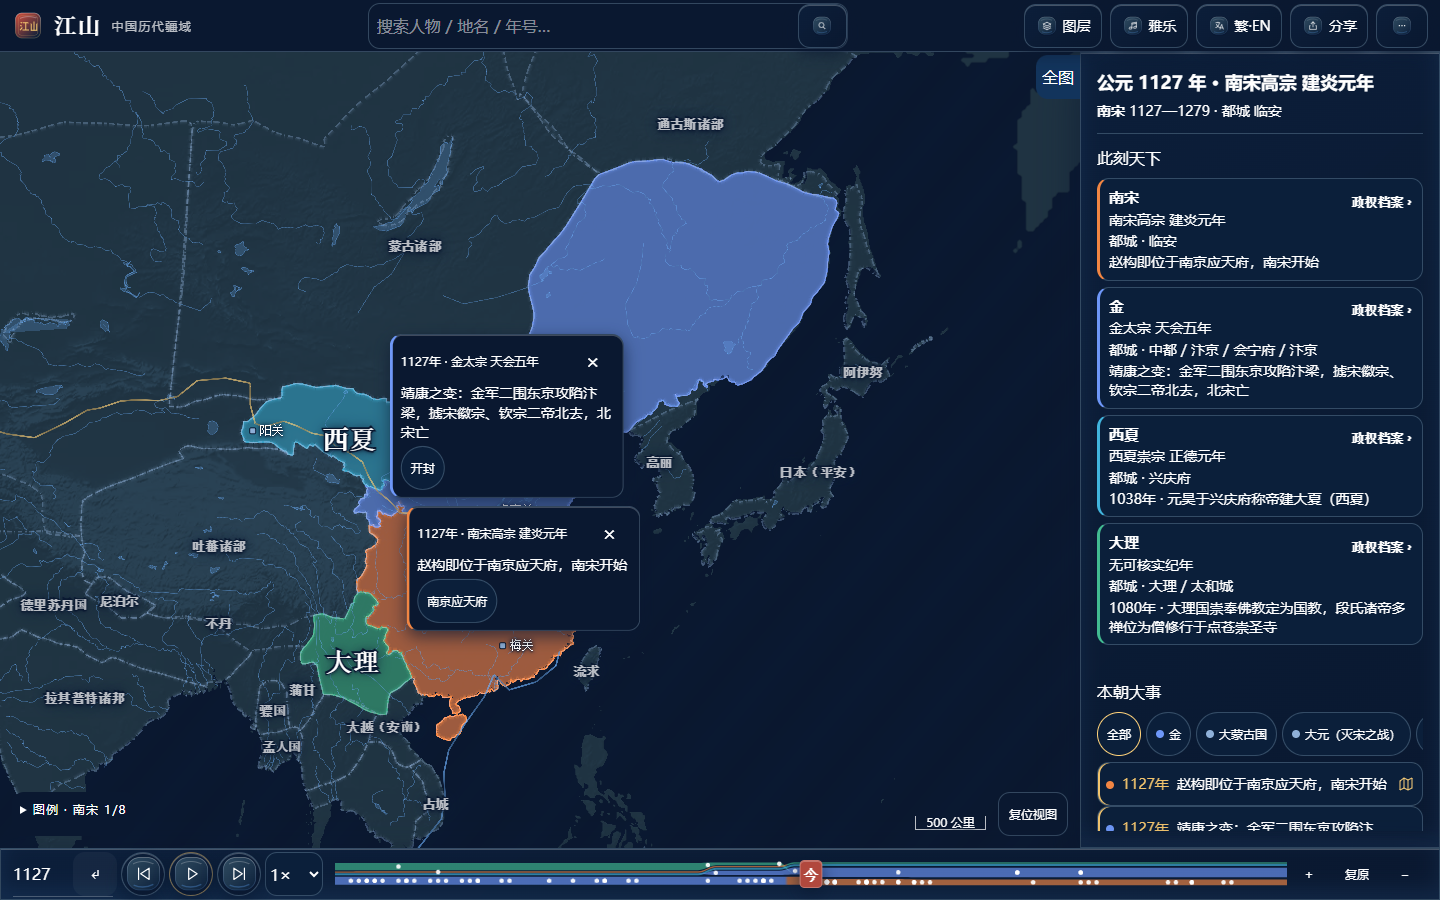 江山
江山 中国历代疆域
搜索人物 / 地名 / 年号...
图层
雅乐
繁·EN
分享
全图
通古斯诸部
蒙古诸部
阿伊努
阳关
西夏
高丽
日本（平安）
吐蕃诸部
德里苏丹国
尼泊尔
不丹
大理
梅关
流求
拉其普特诸邦
蒲甘
骠国
大越（安南）
孟人国
占城
1127年 · 金太宗 天会五年
靖康之变：金军二围东京攻陷汴
梁，掳宋徽宗、钦宗二帝北去，北
宋亡
开封
1127年 · 南宋高宗 建炎元年
赵构即位于南京应天府，南宋开始
南京应天府
图例 · 南宋 1/8
500 公里
复位视图
公元 1127 年 • 南宋高宗 建炎元年
南宋 1127—1279 · 都城 临安
此刻天下
南宋
政权档案 ›
南宋高宗 建炎元年
都城 · 临安
赵构即位于南京应天府，南宋开始
金
政权档案 ›
金太宗 天会五年
都城 · 中都 / 汴京 / 会宁府 / 汴京
靖康之变：金军二围东京攻陷汴梁，掳宋徽宗、
钦宗二帝北去，北宋亡
西夏
政权档案 ›
西夏崇宗 正德元年
都城 · 兴庆府
1038年 · 元昊于兴庆府称帝建大夏（西夏）
大理
政权档案 ›
无可核实纪年
都城 · 大理 / 太和城
1080年 · 大理国崇奉佛教定为国教，段氏诸帝多
禅位为僧修行于点苍崇圣寺
本朝大事
全部
金
大蒙古国
大元（灭宋之战）
1127年 赵构即位于南京应天府，南宋开始
1127年 靖康之变：金军二围东京攻陷汴
1127
1×
今
+
复原
−